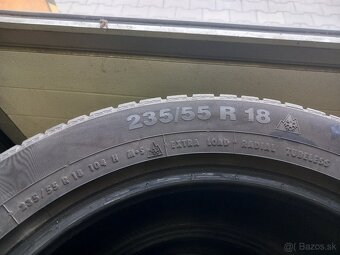 235/55 R 18
235/55 R 18 104 H M+S EXTRA LOAD RADIAL TUBELESS
Bazos.sk